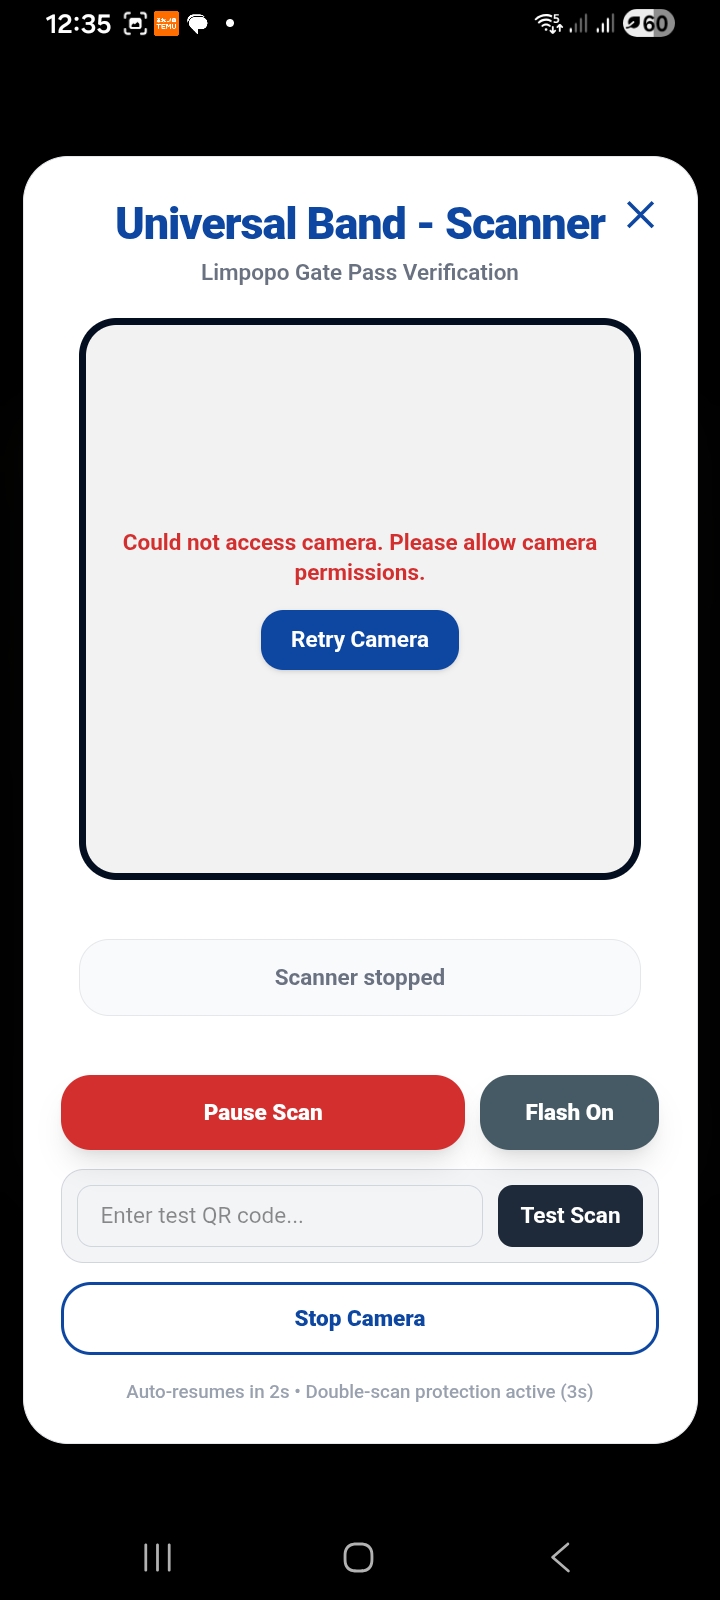 12:35
TEMU
5
60
Universal Band - Scanner
Limpopo Gate Pass Verification
Could not access camera. Please allow camera
permissions.
Retry Camera
Scanner stopped
Pause Scan
Flash On
Enter test QR code...
Test Scan
Stop Camera
Auto-resumes in 2s • Double-scan protection active (3s)